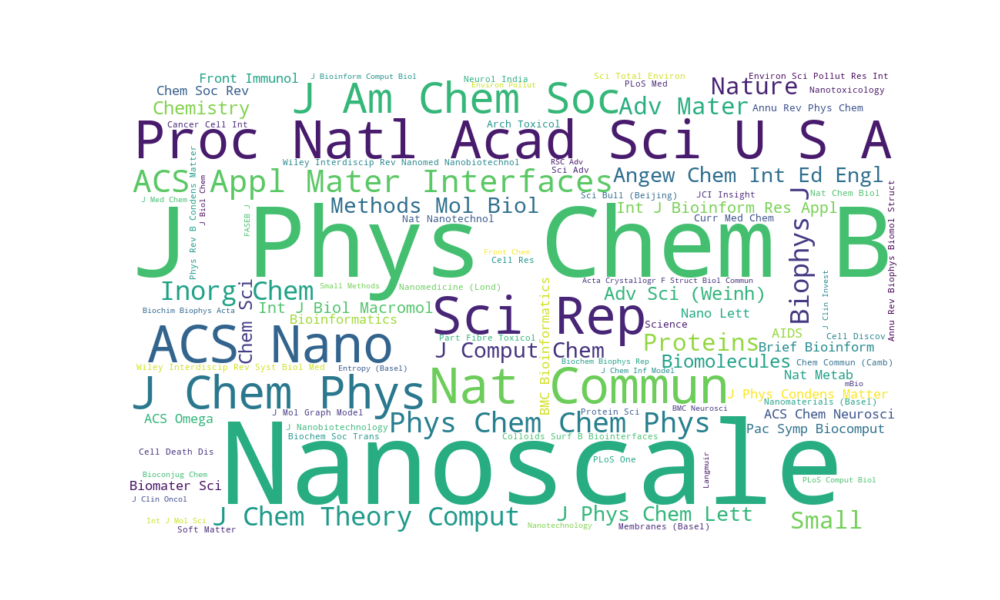 Front Immunol
J Bioinform Comput Biol
Neurol India
Sci Total Environ
Environ Sci Pollut Res Int
Chem Soc Rev
J Am Chem Soc
Environ Pollut
PLoS Med
Nature
Nanotoxicology
Chemistry
Adv Mater
Annu Rev Phys Chem
Cancer Cell Int
Arch Toxicol
Proc Natl Acad Sci U S A
Wiley Interdiscip Rev Nanomed Nanobiotechnol
RSC Adv
Sci Adv
ACS Appl Mater Interfaces
Angew Chem Int Ed Engl
J Med Chem
J Biol Chem
Phys Rev B Condens Matter
FASEB J
Methods Mol Biol
Sci Bull (Beijing)
JCI Insight
Nat Chem Biol
Int J Bioinform Res Appl
Nat Nanotechnol
Curr Med Chem
J Phys Chem B
Biophys J
Annu Rev Biophys Biomol Struct
Front Chem
Cell Res
Acta Crystallogr F Struct Biol Commun
J Clin Invest
Inorg Chem
Small Methods
Nanomedicine (Lond)
Adv Sci (Weinh)
Biochim Biophys Acta
Chem Sci
Int J Biol Macromol
Bioinformatics
Sci Rep
Nano Lett
Science
AIDS
Cell Discov
ACS Nano
Part Fibre Toxicol
J Comput Chem
Proteins
Brief Bioinform
Wiley Interdiscip Rev Syst Biol Med
Entropy (Basel)
BMC Bioinformatics
Biochem Biophys Rep
J Chem Inf Model
Biomolecules
Chem Commun (Camb)
Nat Metab
mBio
J Chem Phys
Nat Commun
J Phys Condens Matter
Nanomaterials (Basel)
ACS Omega
J Mol Graph Model
Protein Sci
BMC Neurosci
ACS Chem Neurosci
J Nanobiotechnology
Phys Chem Chem Phys
Pac Symp Biocomput
Biochem Soc Trans
Colloids Surf B Biointerfaces
Cell Death Dis
Nanoscale
PLoS One
Langmuir
Bioconjug Chem
PLoS Comput Biol
Biomater Sci
J Clin Oncol
Int J Mol Sci
J Chem Theory Comput
J Phys Chem Lett
Small
Soft Matter
Nanotechnology
Membranes (Basel)